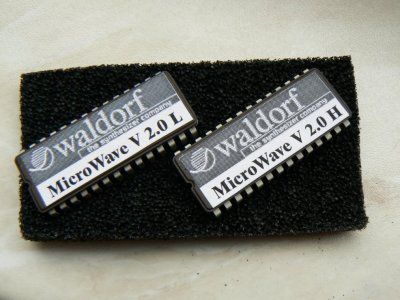 waldorf
the synthesizer company
MicroWave V 2.0 L
waldorf
the synthesizer company
MicroWave V 2.0 H